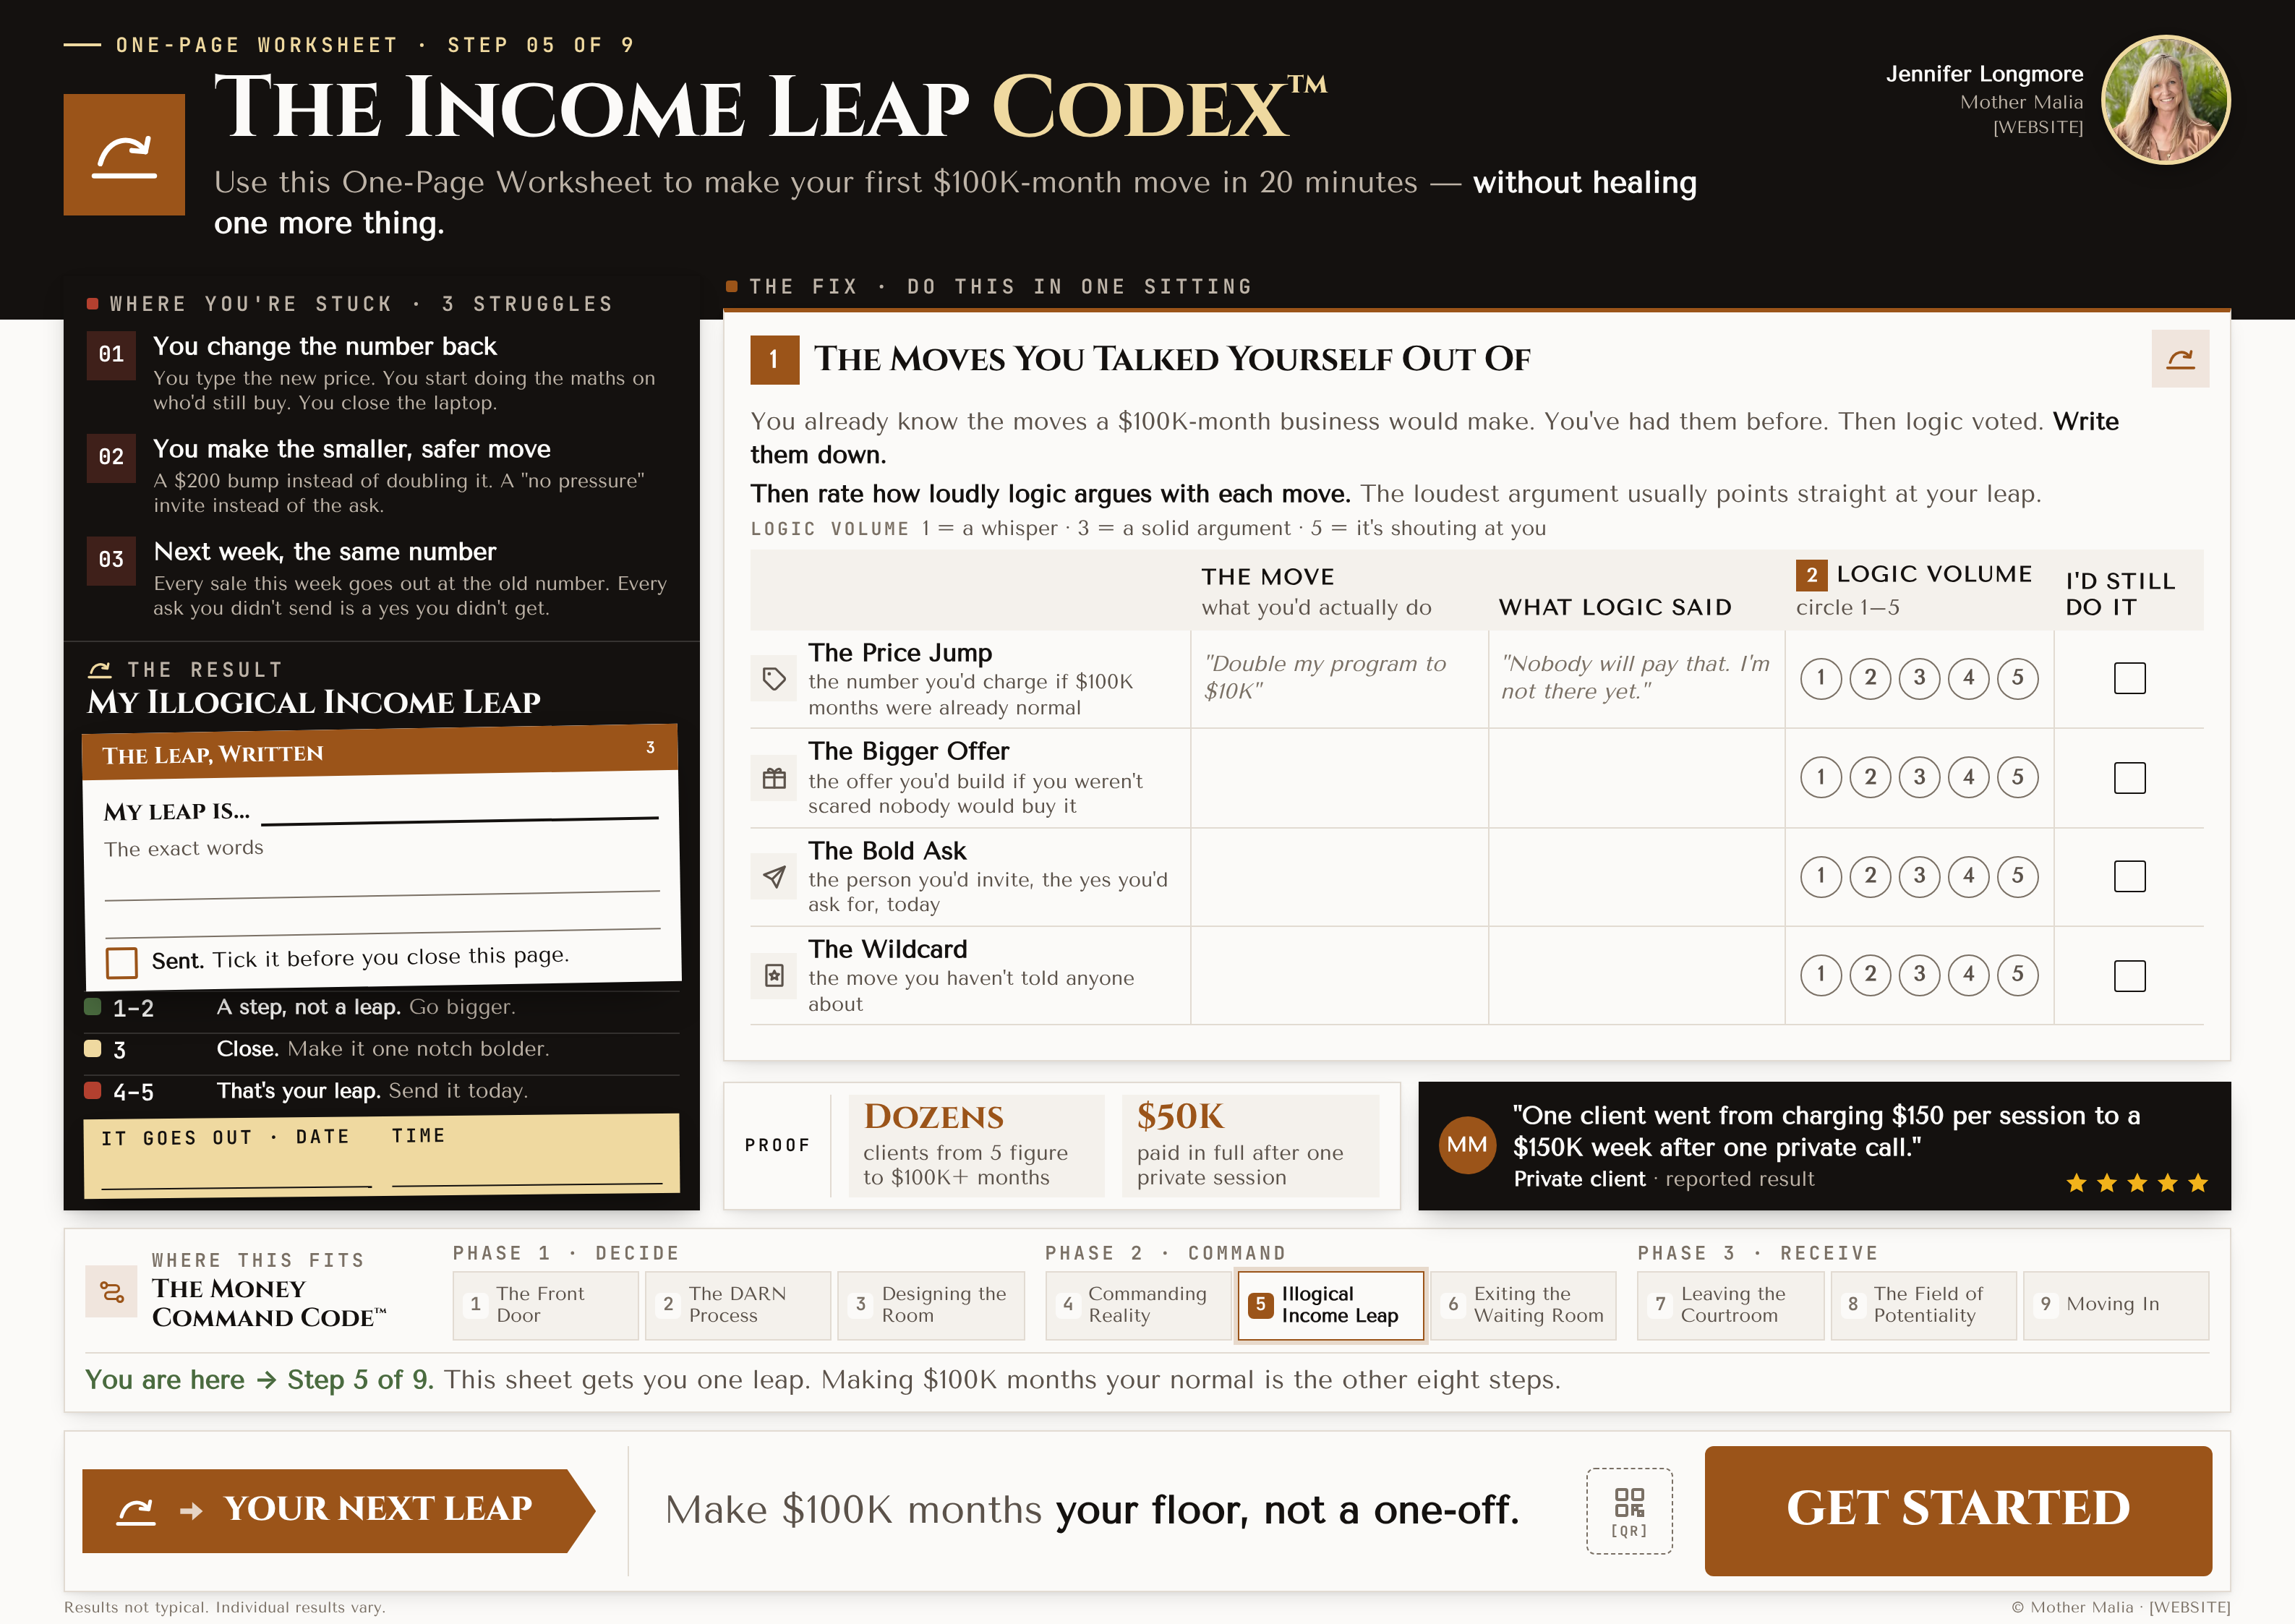 ONE-PAGE WORKSHEET · STEP 05 OF 9
THE INCOME LEAP CODEX™
Use this One-Page Worksheet to make your first $100K-month move in 20 minutes — without healing
one more thing.
Jennifer Longmore
Mother Malia
[WEBSITE]
WHERE YOU'RE STUCK · 3 STRUGGLES
01
You change the number back
You type the new price. You start doing the maths on
who'd still buy. You close the laptop.
02
You make the smaller, safer move
A $200 bump instead of doubling it. A "no pressure"
invite instead of the ask.
03
Next week, the same number
Every sale this week goes out at the old number. Every
ask you didn't send is a yes you didn't get.
THE RESULT
MY ILLOGICAL INCOME LEAP
THE LEAP, WRITTEN 3
MY LEAP IS...
The exact words
Sent. Tick it before you close this page.
1–2 A step, not a leap. Go bigger.
3 Close. Make it one notch bolder.
4–5 That's your leap. Send it today.
IT GOES OUT · DATE TIME
THE FIX · DO THIS IN ONE SITTING
1 THE MOVES YOU TALKED YOURSELF OUT OF
You already know the moves a $100K-month business would make. You've had them before. Then logic voted. Write
them down.
Then rate how loudly logic argues with each move. The loudest argument usually points straight at your leap.
LOGIC VOLUME 1 = a whisper · 3 = a solid argument · 5 = it's shouting at you
THE MOVE
what you'd actually do
WHAT LOGIC SAID
2 LOGIC VOLUME
circle 1–5
I'D STILL
DO IT
The Price Jump
the number you'd charge if $100K
months were already normal
"Double my program to
$10K"
"Nobody will pay that. I'm
not there yet."
1 2 3 4 5
The Bigger Offer
the offer you'd build if you weren't
scared nobody would buy it
1 2 3 4 5
The Bold Ask
the person you'd invite, the yes you'd
ask for, today
1 2 3 4 5
The Wildcard
the move you haven't told anyone
about
1 2 3 4 5
PROOF
DOZENS
clients from 5 figure
to $100K+ months
$50K
paid in full after one
private session
MM
"One client went from charging $150 per session to a
$150K week after one private call."
Private client · reported result
WHERE THIS FITS
THE MONEY
COMMAND CODE™
PHASE 1 · DECIDE
1 The Front
Door
2 The DARN
Process
3 Designing the
Room
PHASE 2 · COMMAND
4 Commanding
Reality
5 Illogical
Income Leap
6 Exiting the
Waiting Room
PHASE 3 · RECEIVE
7 Leaving the
Courtroom
8 The Field of
Potentiality
9 Moving In
You are here → Step 5 of 9. This sheet gets you one leap. Making $100K months your normal is the other eight steps.
YOUR NEXT LEAP
Make $100K months your floor, not a one-off.
[QR]
GET STARTED
Results not typical. Individual results vary.
© Mother Malia · [WEBSITE]